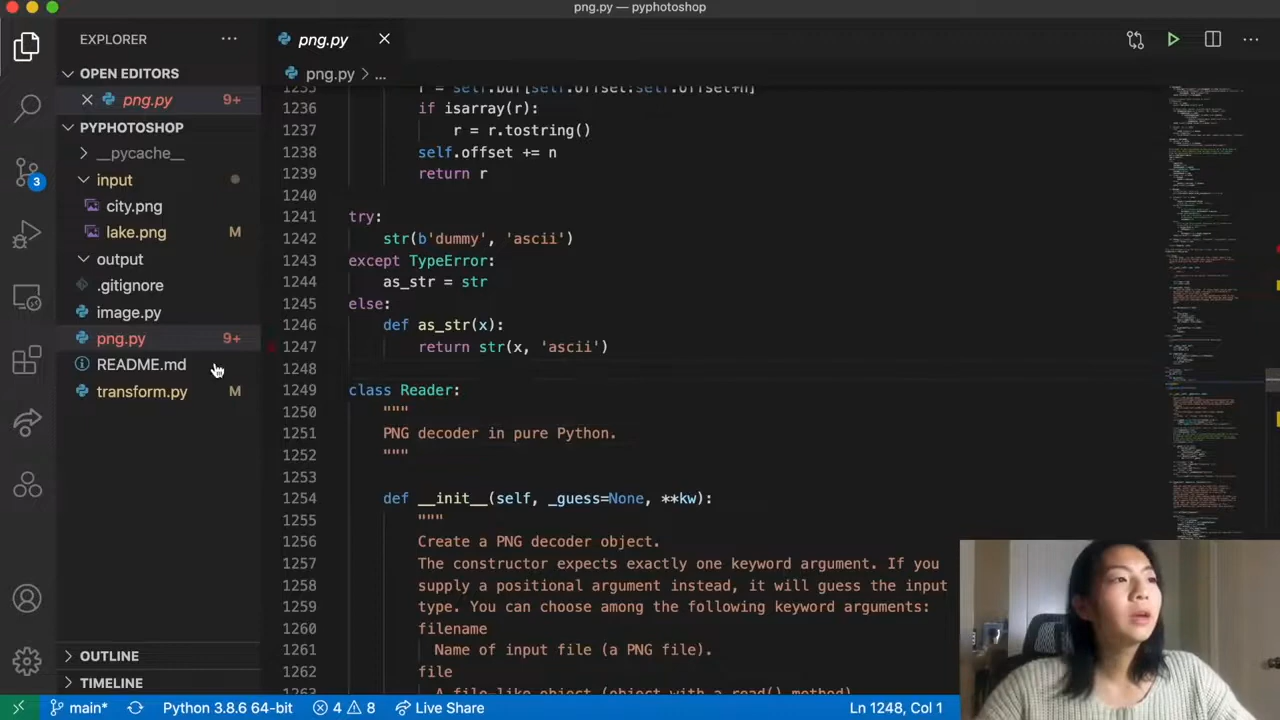 png.py — pyphotoshop
EXPLORER
OPEN EDITORS
png.py 9+
PYPHOTOSHOP
__pycache__
input
city.png
lake.png M
output
.gitignore
image.py
png.py 9+
README.md
transform.py M
OUTLINE
TIMELINE
3
png.py
png.py > ...
1235 r = self.buf[self.offset:self.offset+n]
1236 if isarray(r):
1237 r = r.tostring()
1238 self.offset += n
1239 return r
1240
1241 try:
1242 str(b'dummy', 'ascii')
1243 except TypeError:
1244 as_str = str
1245 else:
1246 def as_str(x):
1247 return str(x, 'ascii')
1248
1249 class Reader:
1250 """
1251 PNG decoder in pure Python.
1252 """
1253
1254 def __init__(self, _guess=None, **kw):
1255 """
1256 Create a PNG decoder object.
1257 The constructor expects exactly one keyword argument. If you
1258 supply a positional argument instead, it will guess the input
1259 type. You can choose among the following keyword arguments:
1260 filename
1261 Name of input file (a PNG file).
1262 file
1263 A file-like object (object with a read() method)
main* Python 3.8.6 64-bit 4 8 Live Share Ln 1248, Col 1